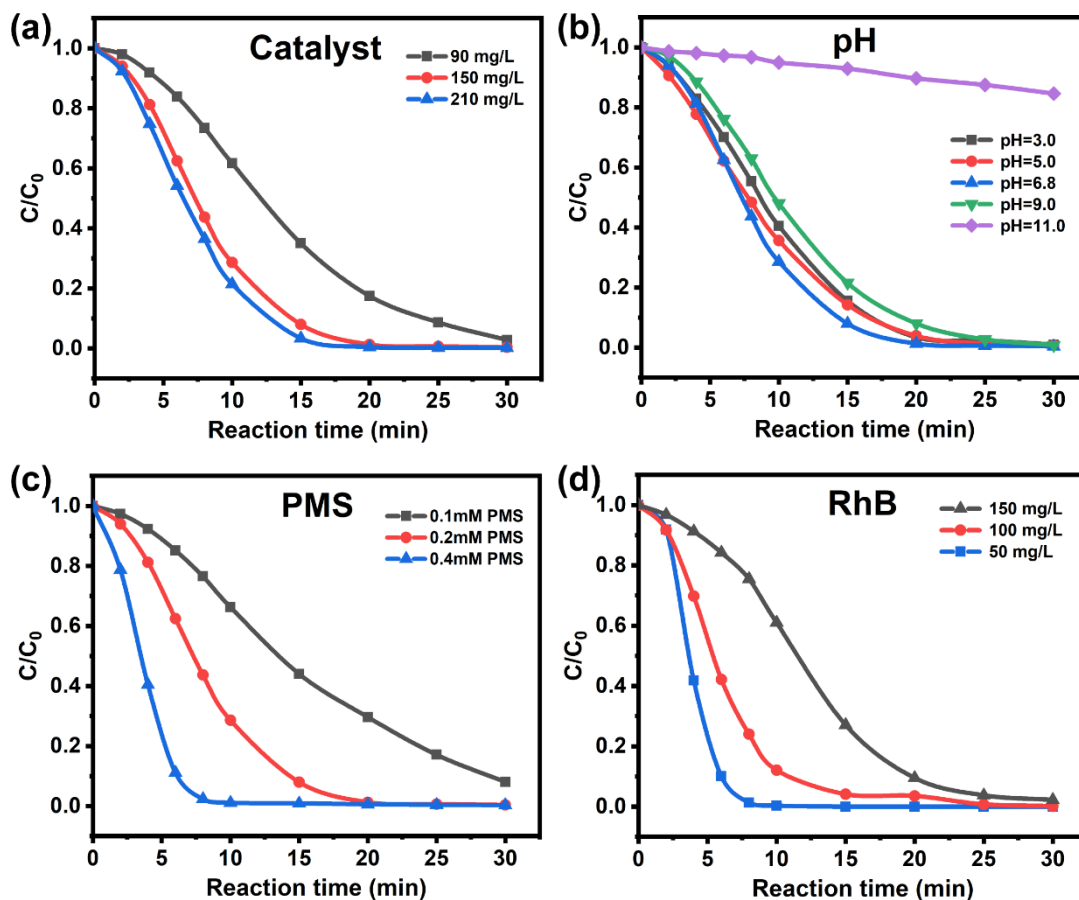 (a)
Catalyst
90 mg/L
150 mg/L
210 mg/L
1.0
0.8
0.6
0.4
0.2
0.0
C/C₀
0 5 10 15 20 25 30
Reaction time (min)
(b)
pH
pH=3.0
pH=5.0
pH=6.8
pH=9.0
pH=11.0
1.0
0.8
0.6
0.4
0.2
0.0
C/C₀
0 5 10 15 20 25 30
Reaction time (min)
(c)
PMS
0.1mM PMS
0.2mM PMS
0.4mM PMS
1.0
0.8
0.6
0.4
0.2
0.0
C/C₀
0 5 10 15 20 25 30
Reaction time (min)
(d)
RhB
150 mg/L
100 mg/L
50 mg/L
1.0
0.8
0.6
0.4
0.2
0.0
C/C₀
0 5 10 15 20 25 30
Reaction time (min)